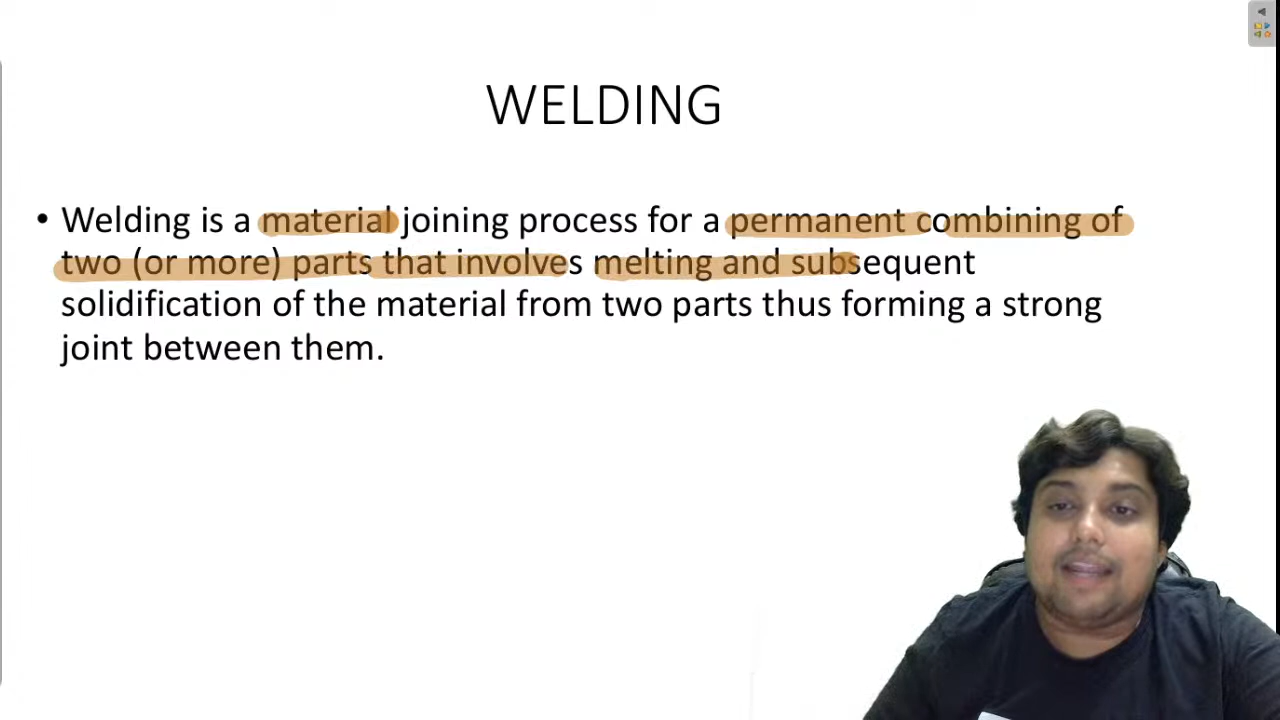 WELDING
• Welding is a material joining process for a permanent combining of
two (or more) parts that involves melting and subsequent
solidification of the material from two parts thus forming a strong
joint between them.